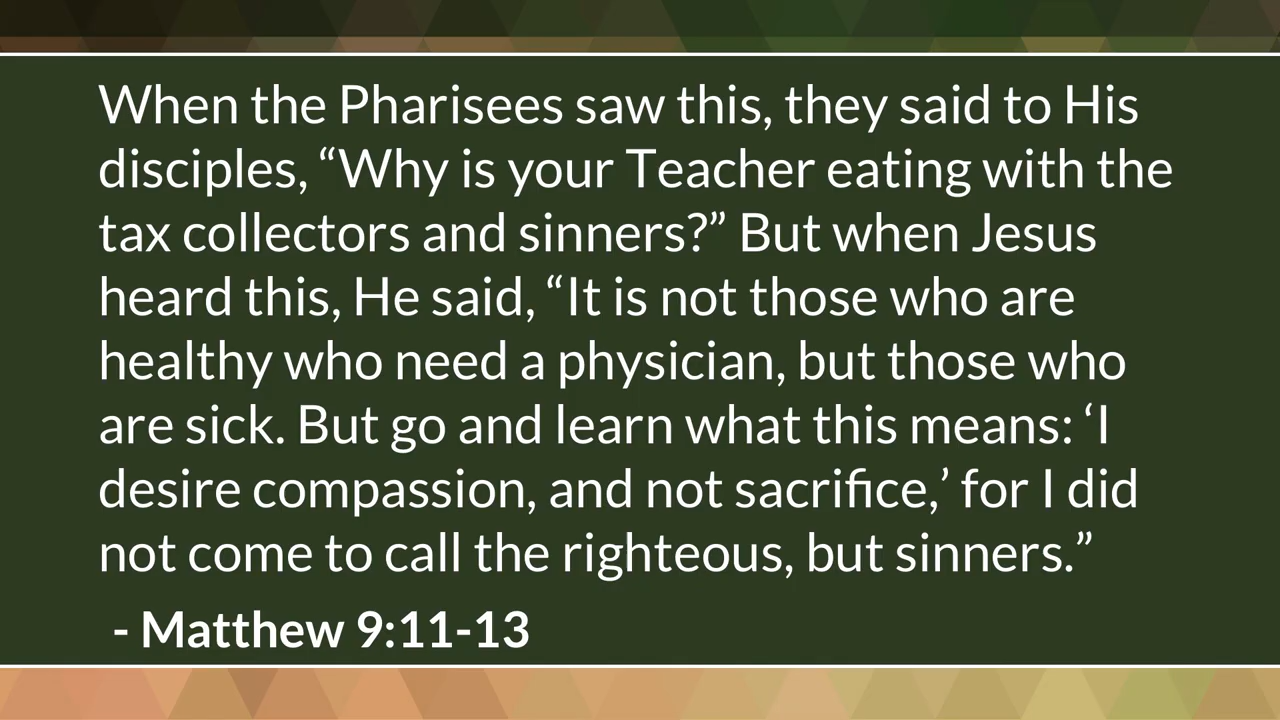 When the Pharisees saw this, they said to His
disciples, “Why is your Teacher eating with the
tax collectors and sinners?” But when Jesus
heard this, He said, “It is not those who are
healthy who need a physician, but those who
are sick. But go and learn what this means: ‘I
desire compassion, and not sacrifice,’ for I did
not come to call the righteous, but sinners.”
- Matthew 9:11-13